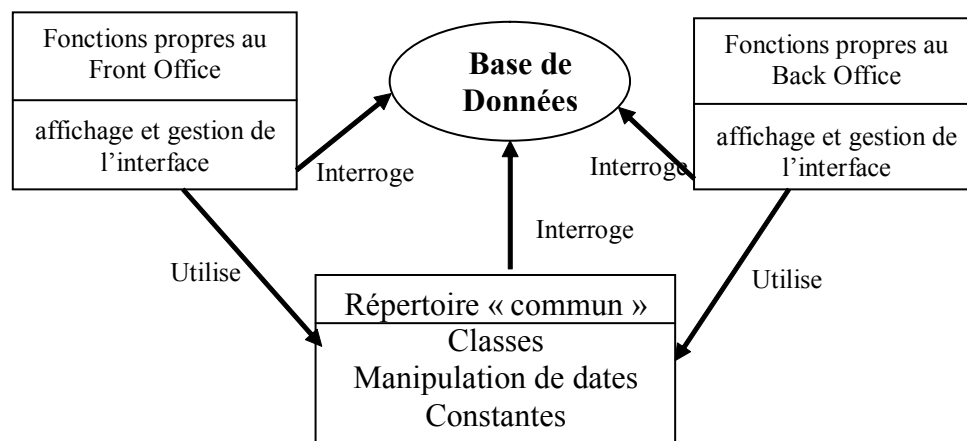 Fonctions propres au
Front Office
affichage et gestion de
l’interface
Base de
Données
Fonctions propres au
Back Office
affichage et gestion de
l’interface
Interroge
Interroge
Interroge
Utilise
Utilise
Répertoire « commun »
Classes
Manipulation de dates
Constantes